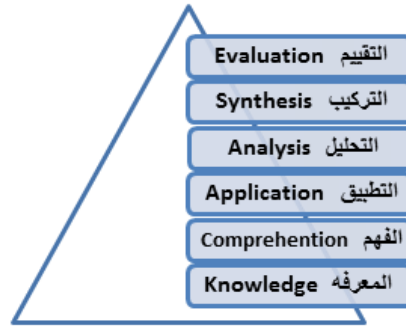 Evaluation التقييم
Synthesis التركيب
Analysis التحليل
Application التطبيق
Comprehention الفهم
Knowledge المعرفه